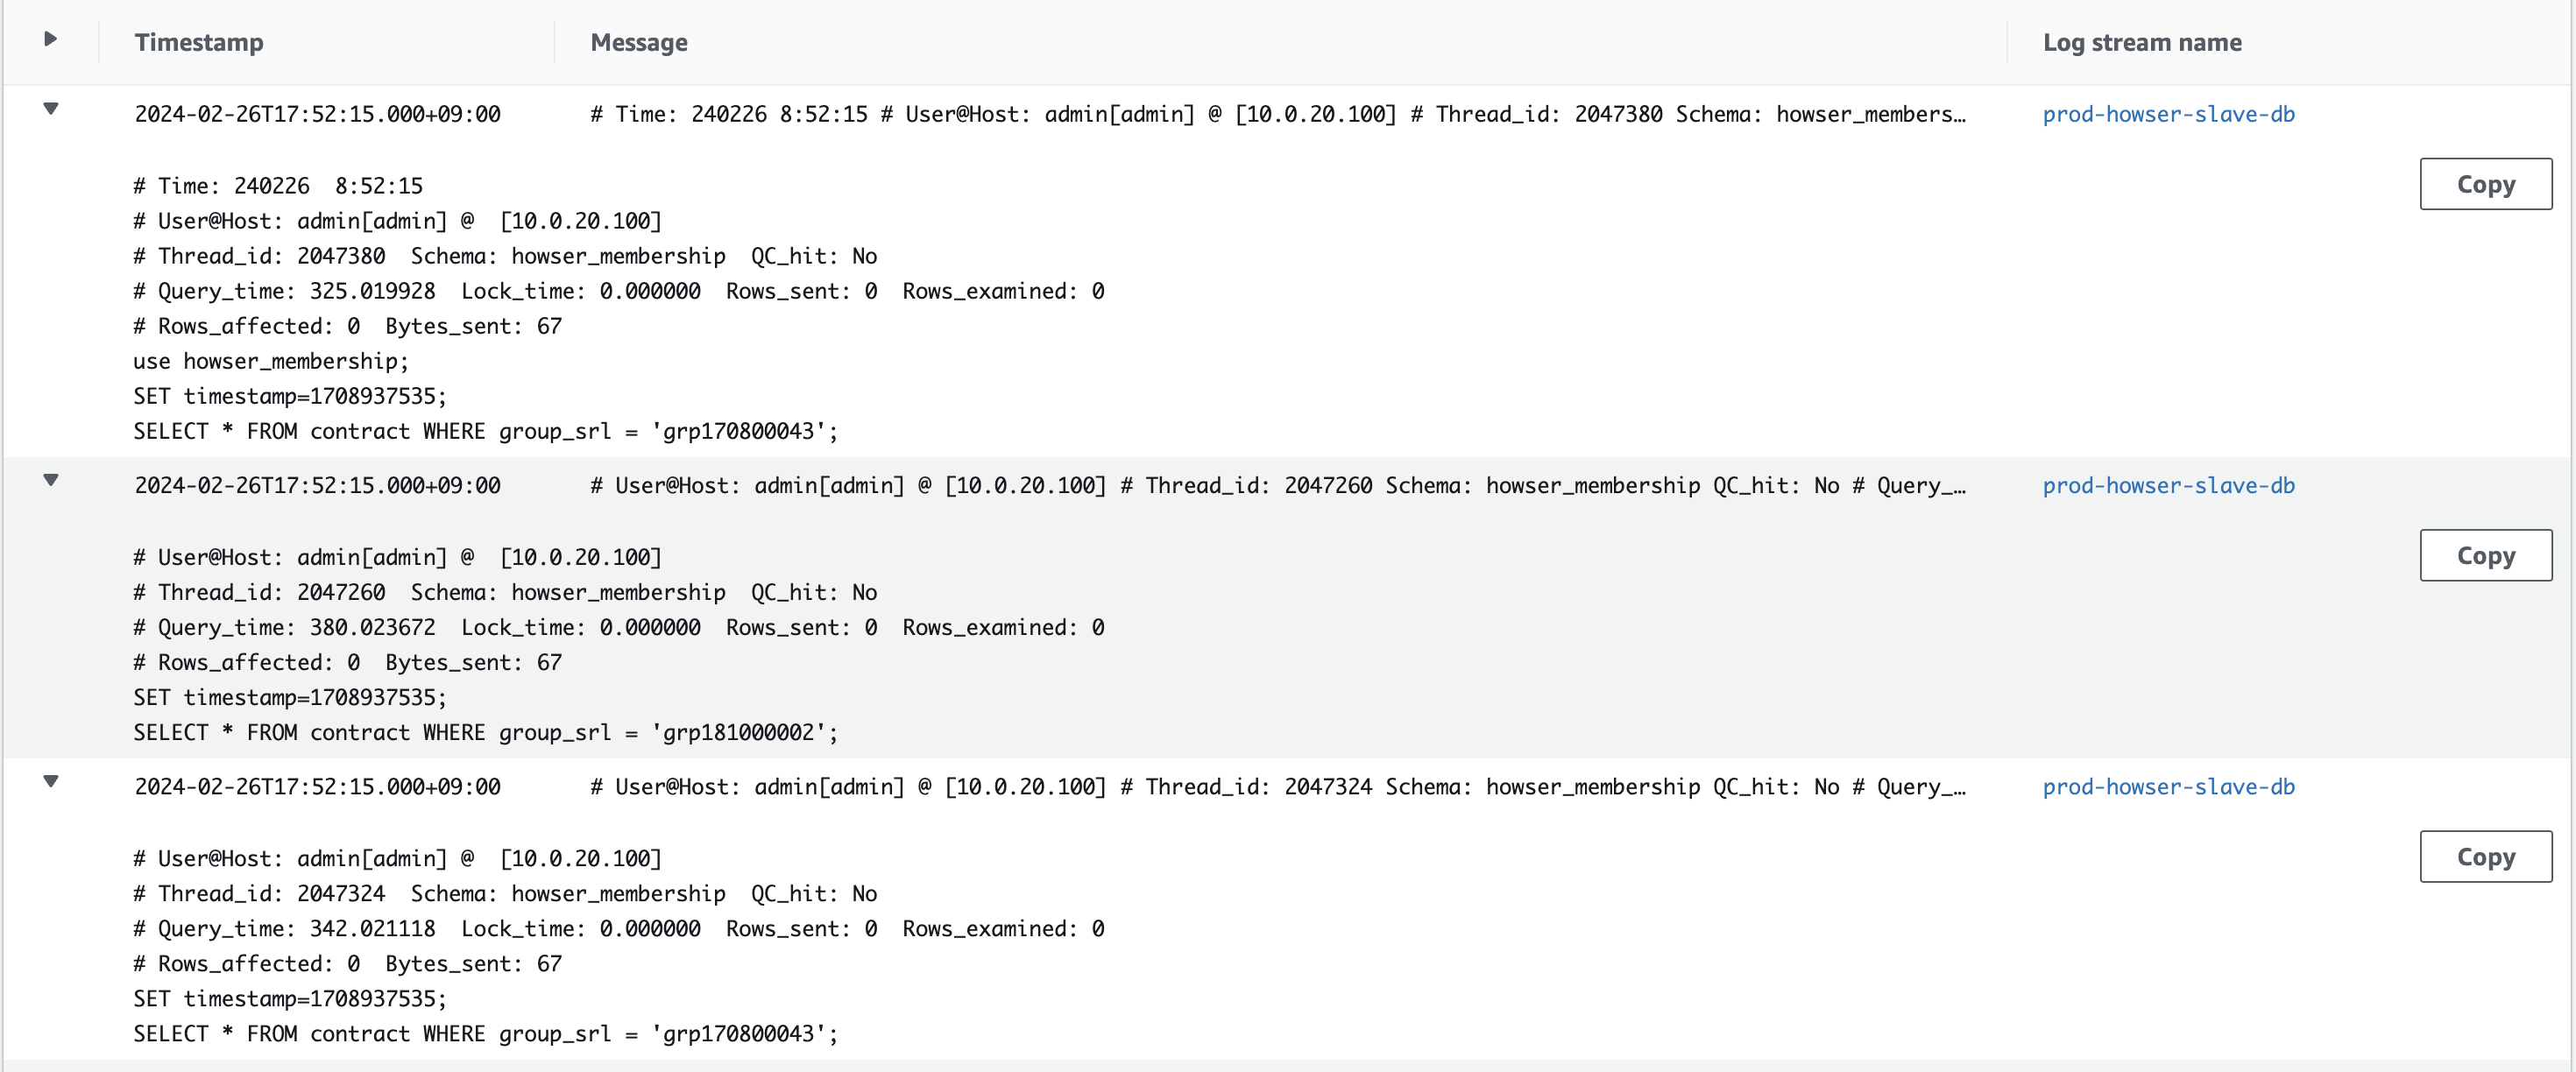 Timestamp Message Log stream name
2024-02-26T17:52:15.000+09:00 # Time: 240226 8:52:15 # User@Host: admin[admin] @ [10.0.20.100] # Thread_id: 2047380 Schema: howser_members… prod-howser-slave-db
# Time: 240226  8:52:15
Copy
# User@Host: admin[admin] @  [10.0.20.100]
# Thread_id: 2047380  Schema: howser_membership  QC_hit: No
# Query_time: 325.019928  Lock_time: 0.000000  Rows_sent: 0  Rows_examined: 0
# Rows_affected: 0  Bytes_sent: 67
use howser_membership;
SET timestamp=1708937535;
SELECT * FROM contract WHERE group_srl = 'grp170800043';
2024-02-26T17:52:15.000+09:00 # User@Host: admin[admin] @ [10.0.20.100] # Thread_id: 2047260 Schema: howser_membership QC_hit: No # Query_… prod-howser-slave-db
# User@Host: admin[admin] @  [10.0.20.100]
Copy
# Thread_id: 2047260  Schema: howser_membership  QC_hit: No
# Query_time: 380.023672  Lock_time: 0.000000  Rows_sent: 0  Rows_examined: 0
# Rows_affected: 0  Bytes_sent: 67
SET timestamp=1708937535;
SELECT * FROM contract WHERE group_srl = 'grp181000002';
2024-02-26T17:52:15.000+09:00 # User@Host: admin[admin] @ [10.0.20.100] # Thread_id: 2047324 Schema: howser_membership QC_hit: No # Query_… prod-howser-slave-db
# User@Host: admin[admin] @  [10.0.20.100]
Copy
# Thread_id: 2047324  Schema: howser_membership  QC_hit: No
# Query_time: 342.021118  Lock_time: 0.000000  Rows_sent: 0  Rows_examined: 0
# Rows_affected: 0  Bytes_sent: 67
SET timestamp=1708937535;
SELECT * FROM contract WHERE group_srl = 'grp170800043';